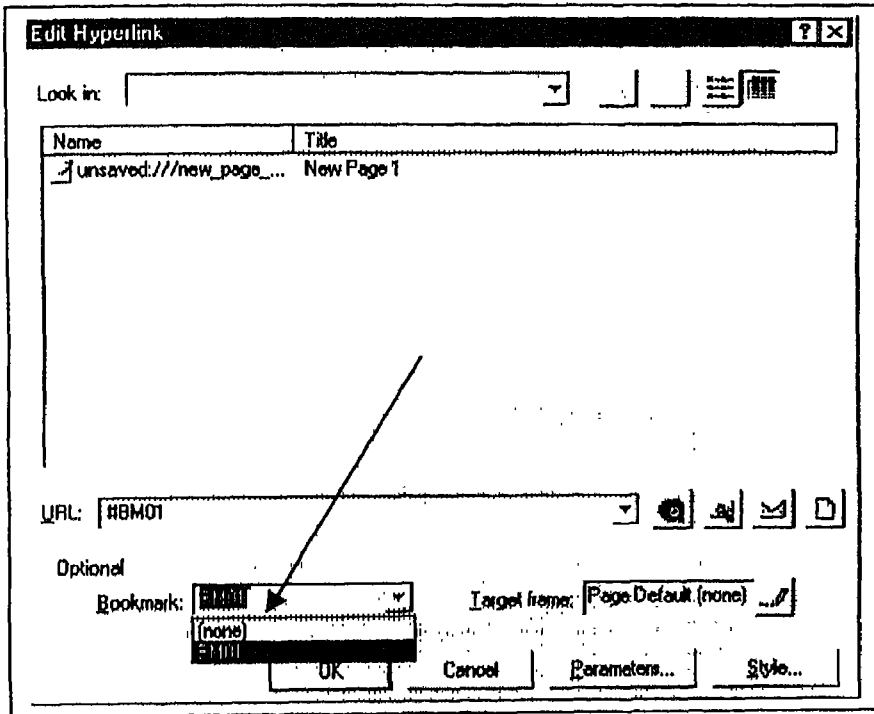 Edit Hyperlink
Look in:
Name Title
unsaved:///new_page_... New Page 1
URL: #BM01
Optional
Bookmark: Target frame: Page Default (none)
(none)
OK Cancel Parameters... Style...